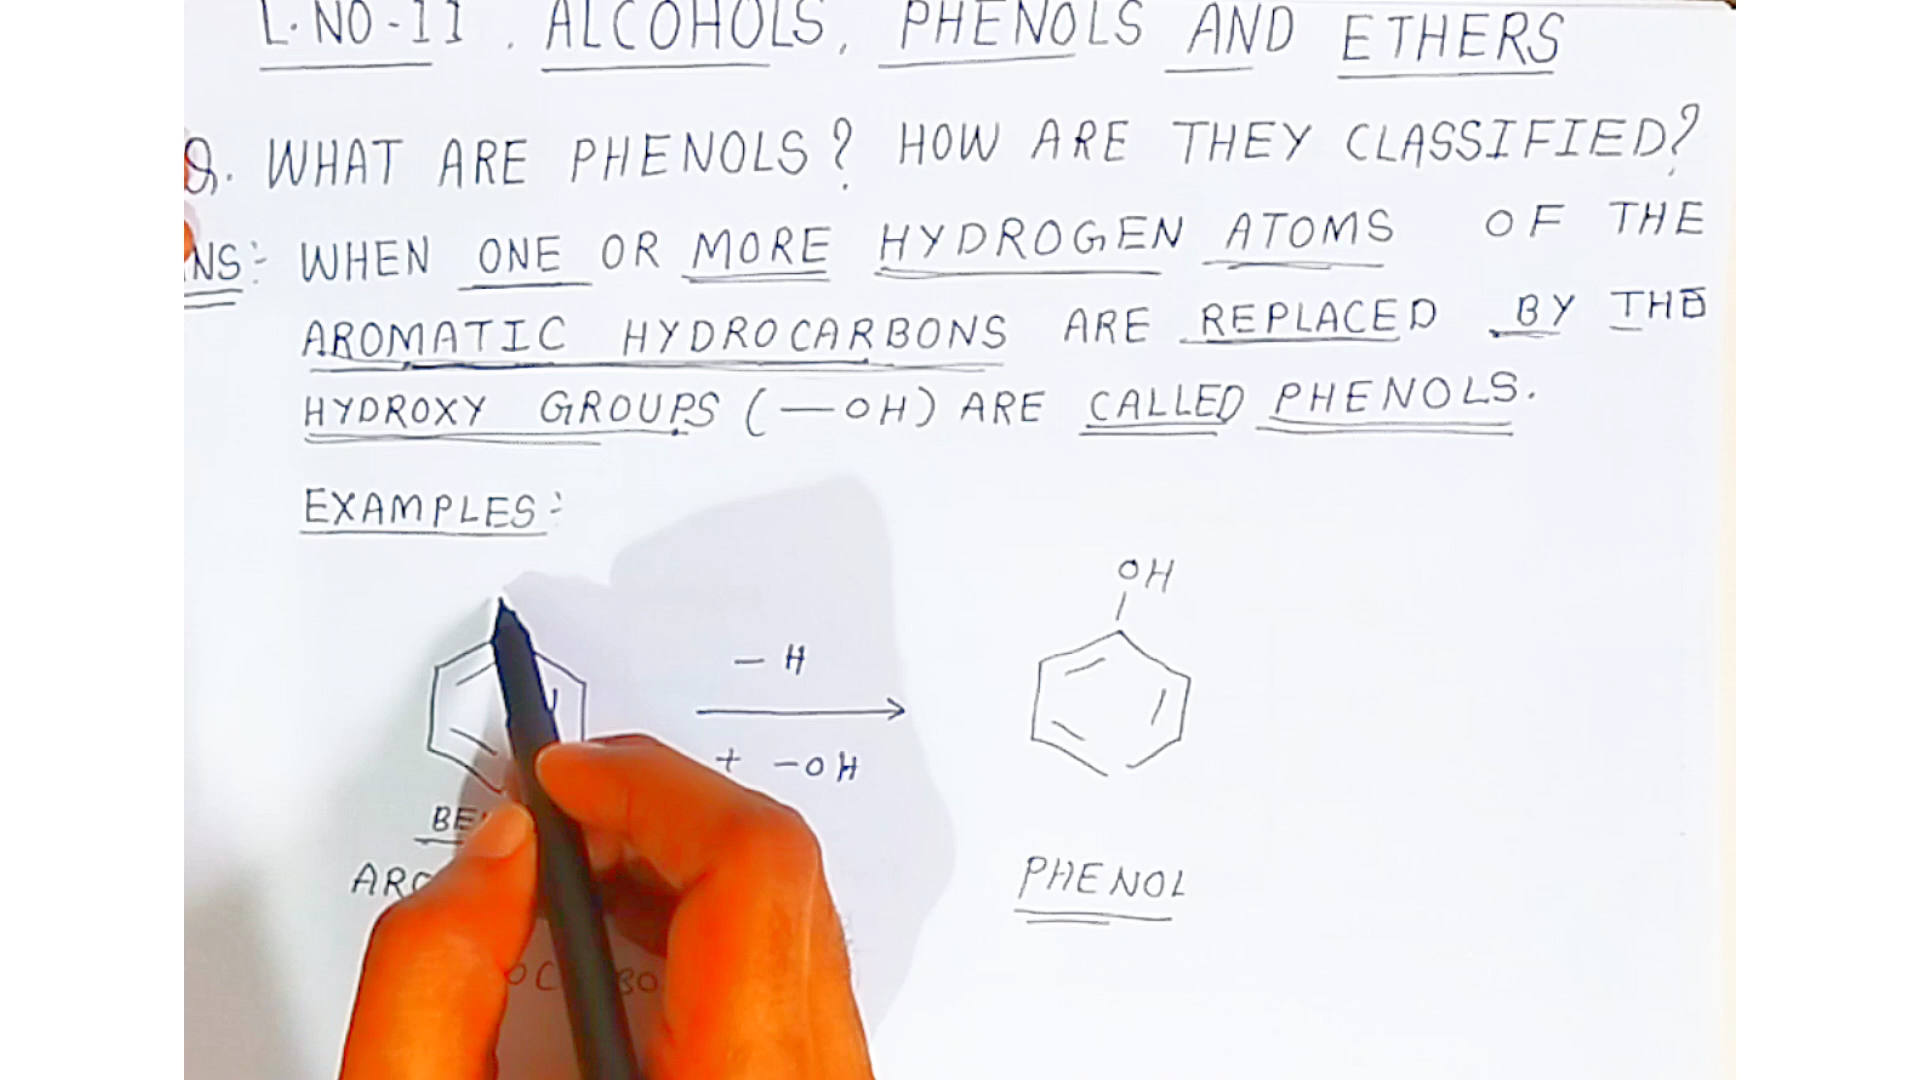 L.NO-11. ALCOHOLS, PHENOLS AND ETHERS
Q. WHAT ARE PHENOLS? HOW ARE THEY CLASSIFIED?
NS:- WHEN ONE OR MORE HYDROGEN ATOMS OF THE
AROMATIC HYDROCARBONS ARE REPLACED BY THE
HYDROXY GROUPS (—OH) ARE CALLED PHENOLS.
EXAMPLES:-
OH
— H
+ -OH
PHENOL